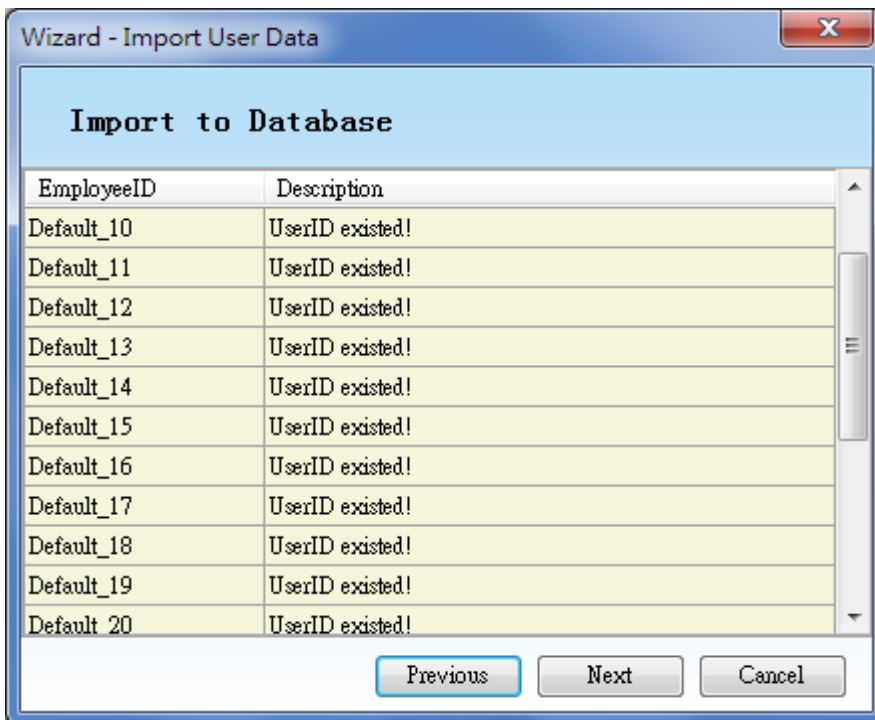 Wizard - Import User Data
Import to Database
EmployeeID Description
Default_10 UserID existed!
Default_11 UserID existed!
Default_12 UserID existed!
Default_13 UserID existed!
Default_14 UserID existed!
Default_15 UserID existed!
Default_16 UserID existed!
Default_17 UserID existed!
Default_18 UserID existed!
Default_19 UserID existed!
Default_20 UserID existed!
Previous Next Cancel